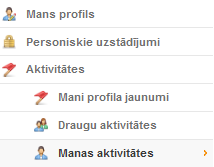 Mans profils
Personiskie uzstādījumi
Aktivitātes
Mani profila jaunumi
Draugu aktivitātes
Manas aktivitātes